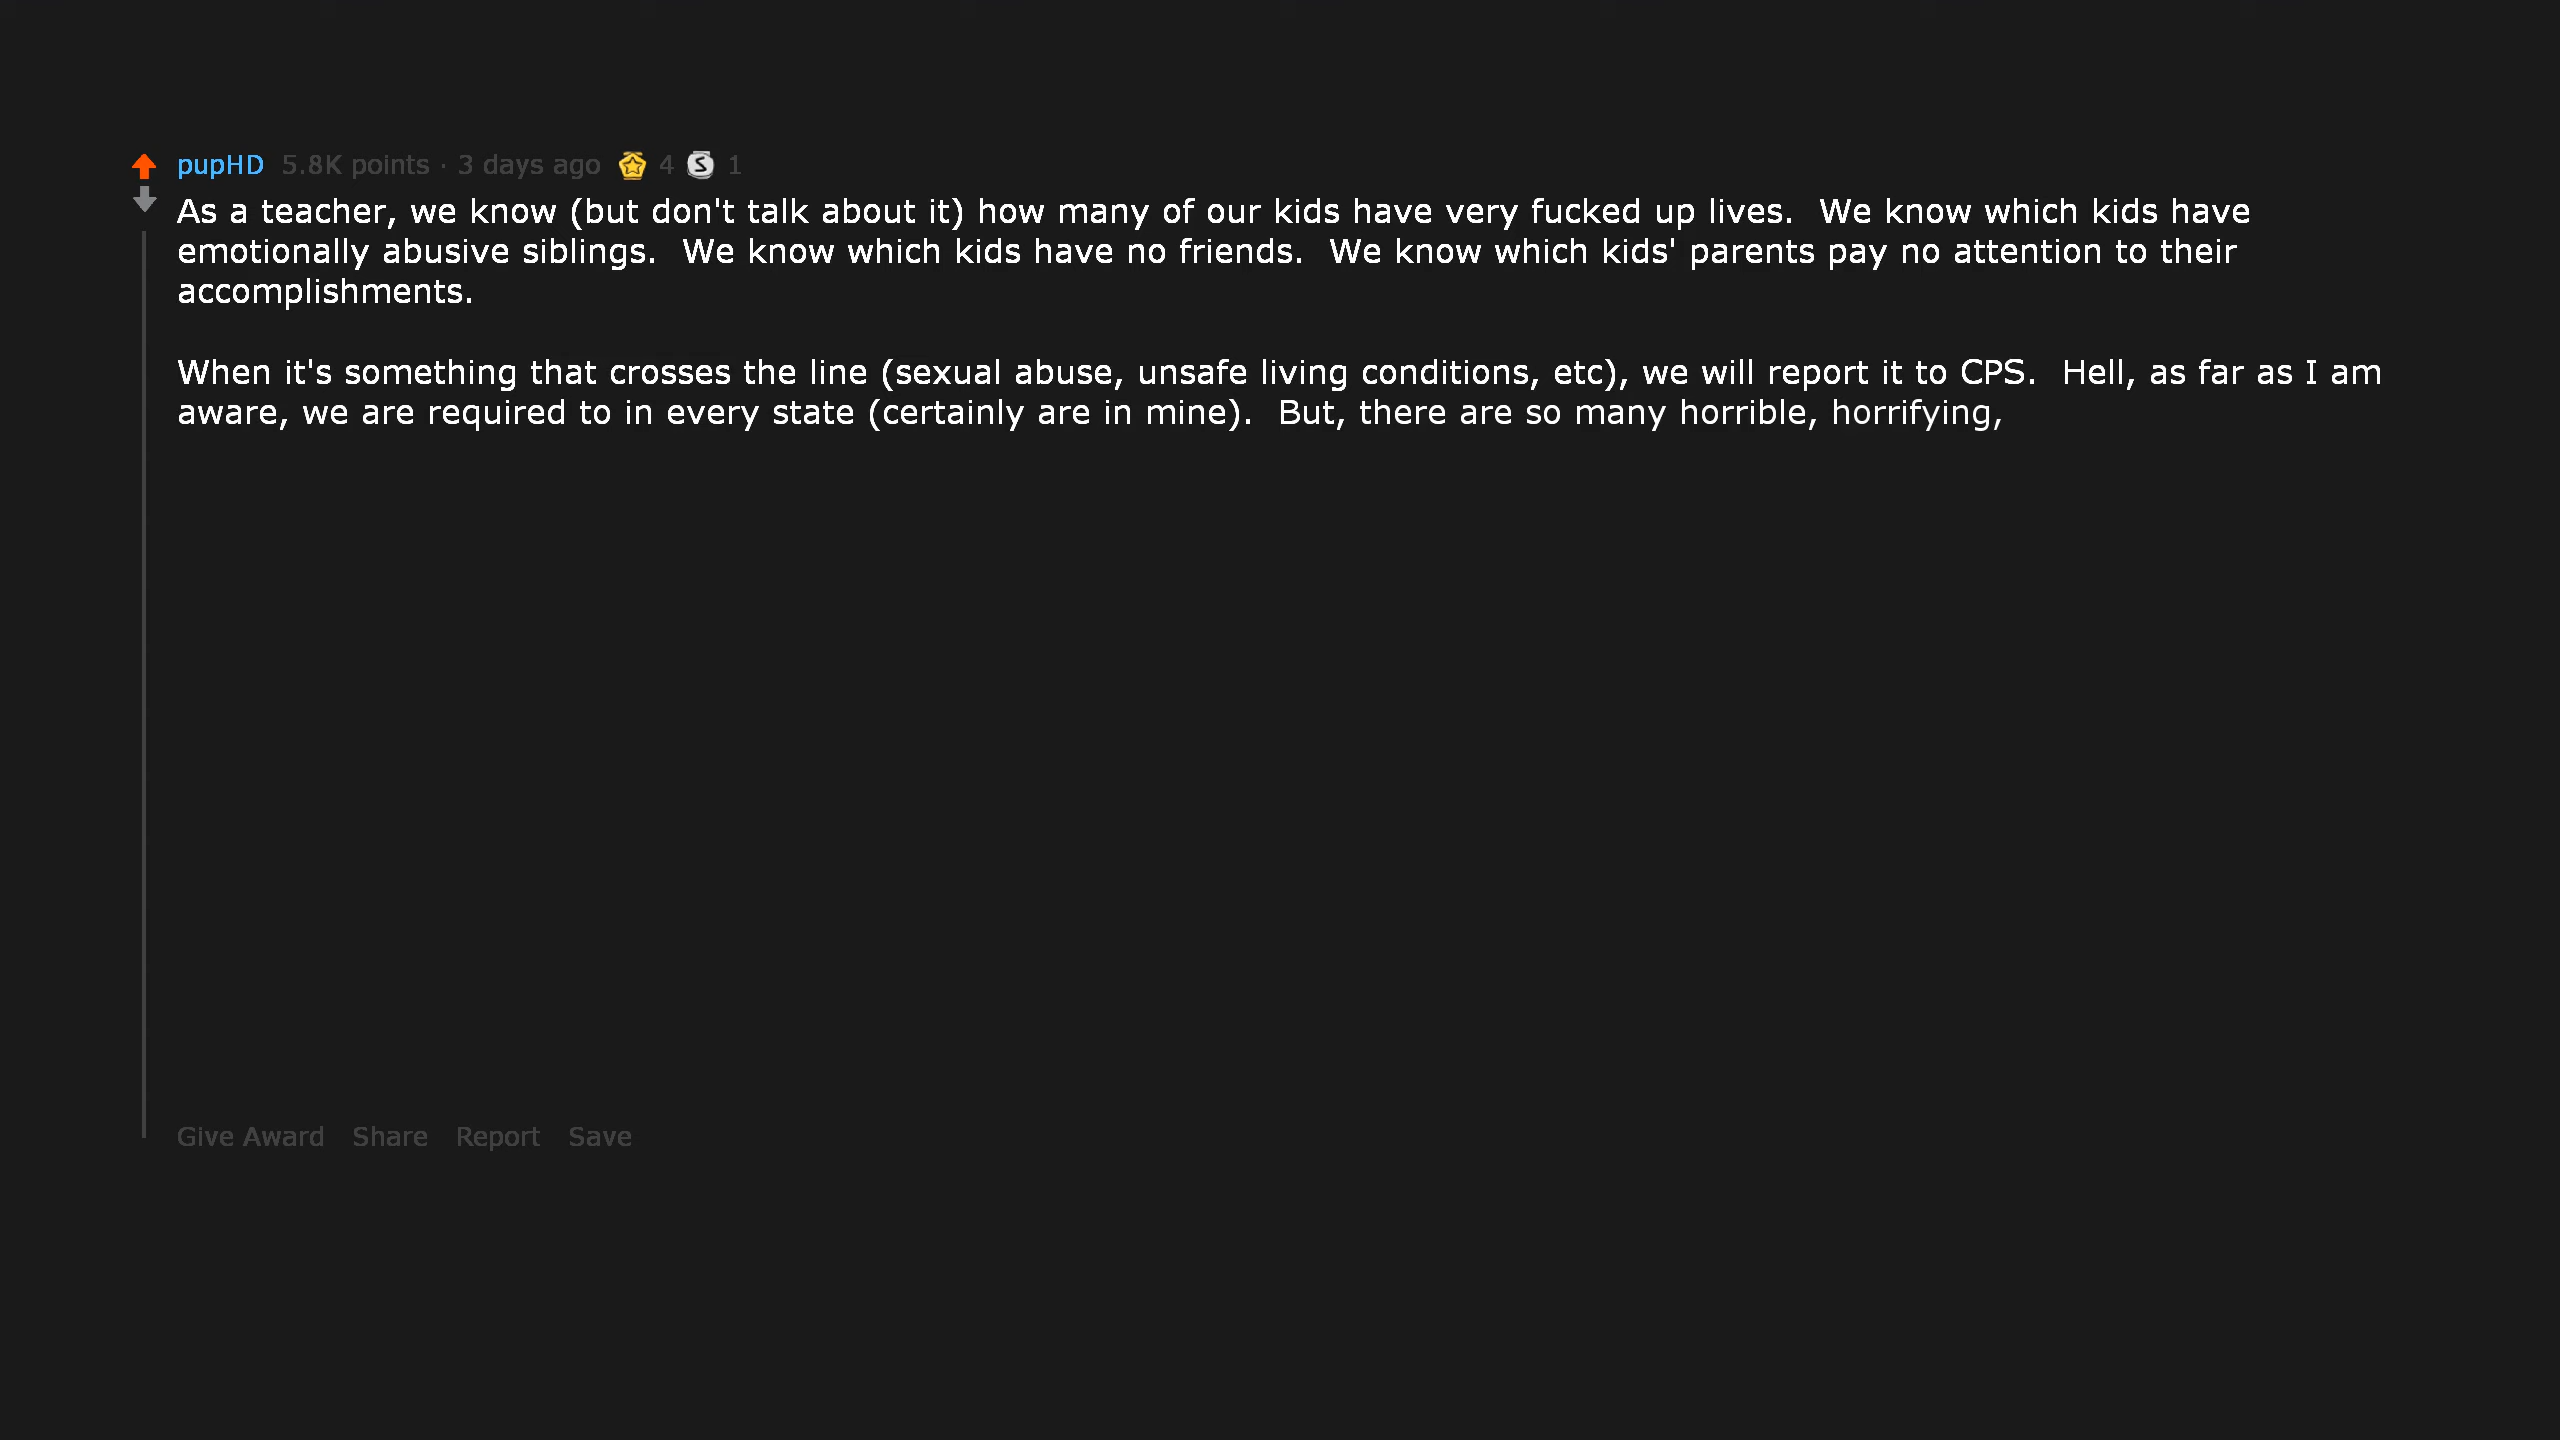 pupHD 5.8K points · 3 days ago 4 S 1
As a teacher, we know (but don't talk about it) how many of our kids have very fucked up lives.  We know which kids have
emotionally abusive siblings.  We know which kids have no friends.  We know which kids' parents pay no attention to their
accomplishments.
When it's something that crosses the line (sexual abuse, unsafe living conditions, etc), we will report it to CPS.  Hell, as far as I am
aware, we are required to in every state (certainly are in mine).  But, there are so many horrible, horrifying,
Give Award Share Report Save